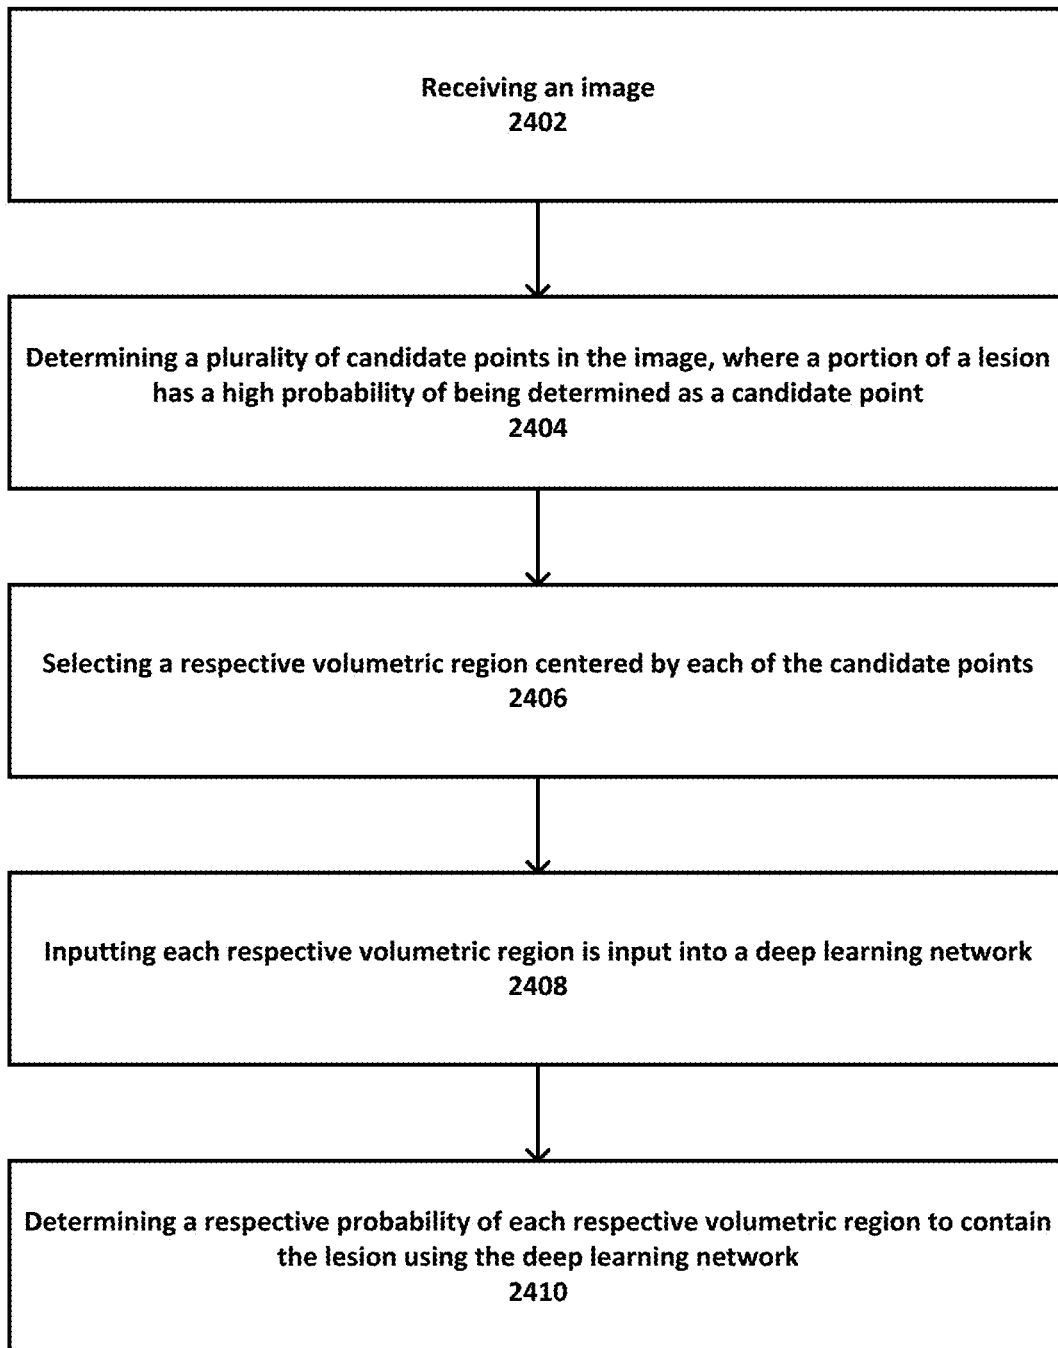 Receiving an image
2402
Determining a plurality of candidate points in the image, where a portion of a lesion
has a high probability of being determined as a candidate point
2404
Selecting a respective volumetric region centered by each of the candidate points
2406
Inputting each respective volumetric region is input into a deep learning network
2408
Determining a respective probability of each respective volumetric region to contain
the lesion using the deep learning network
2410